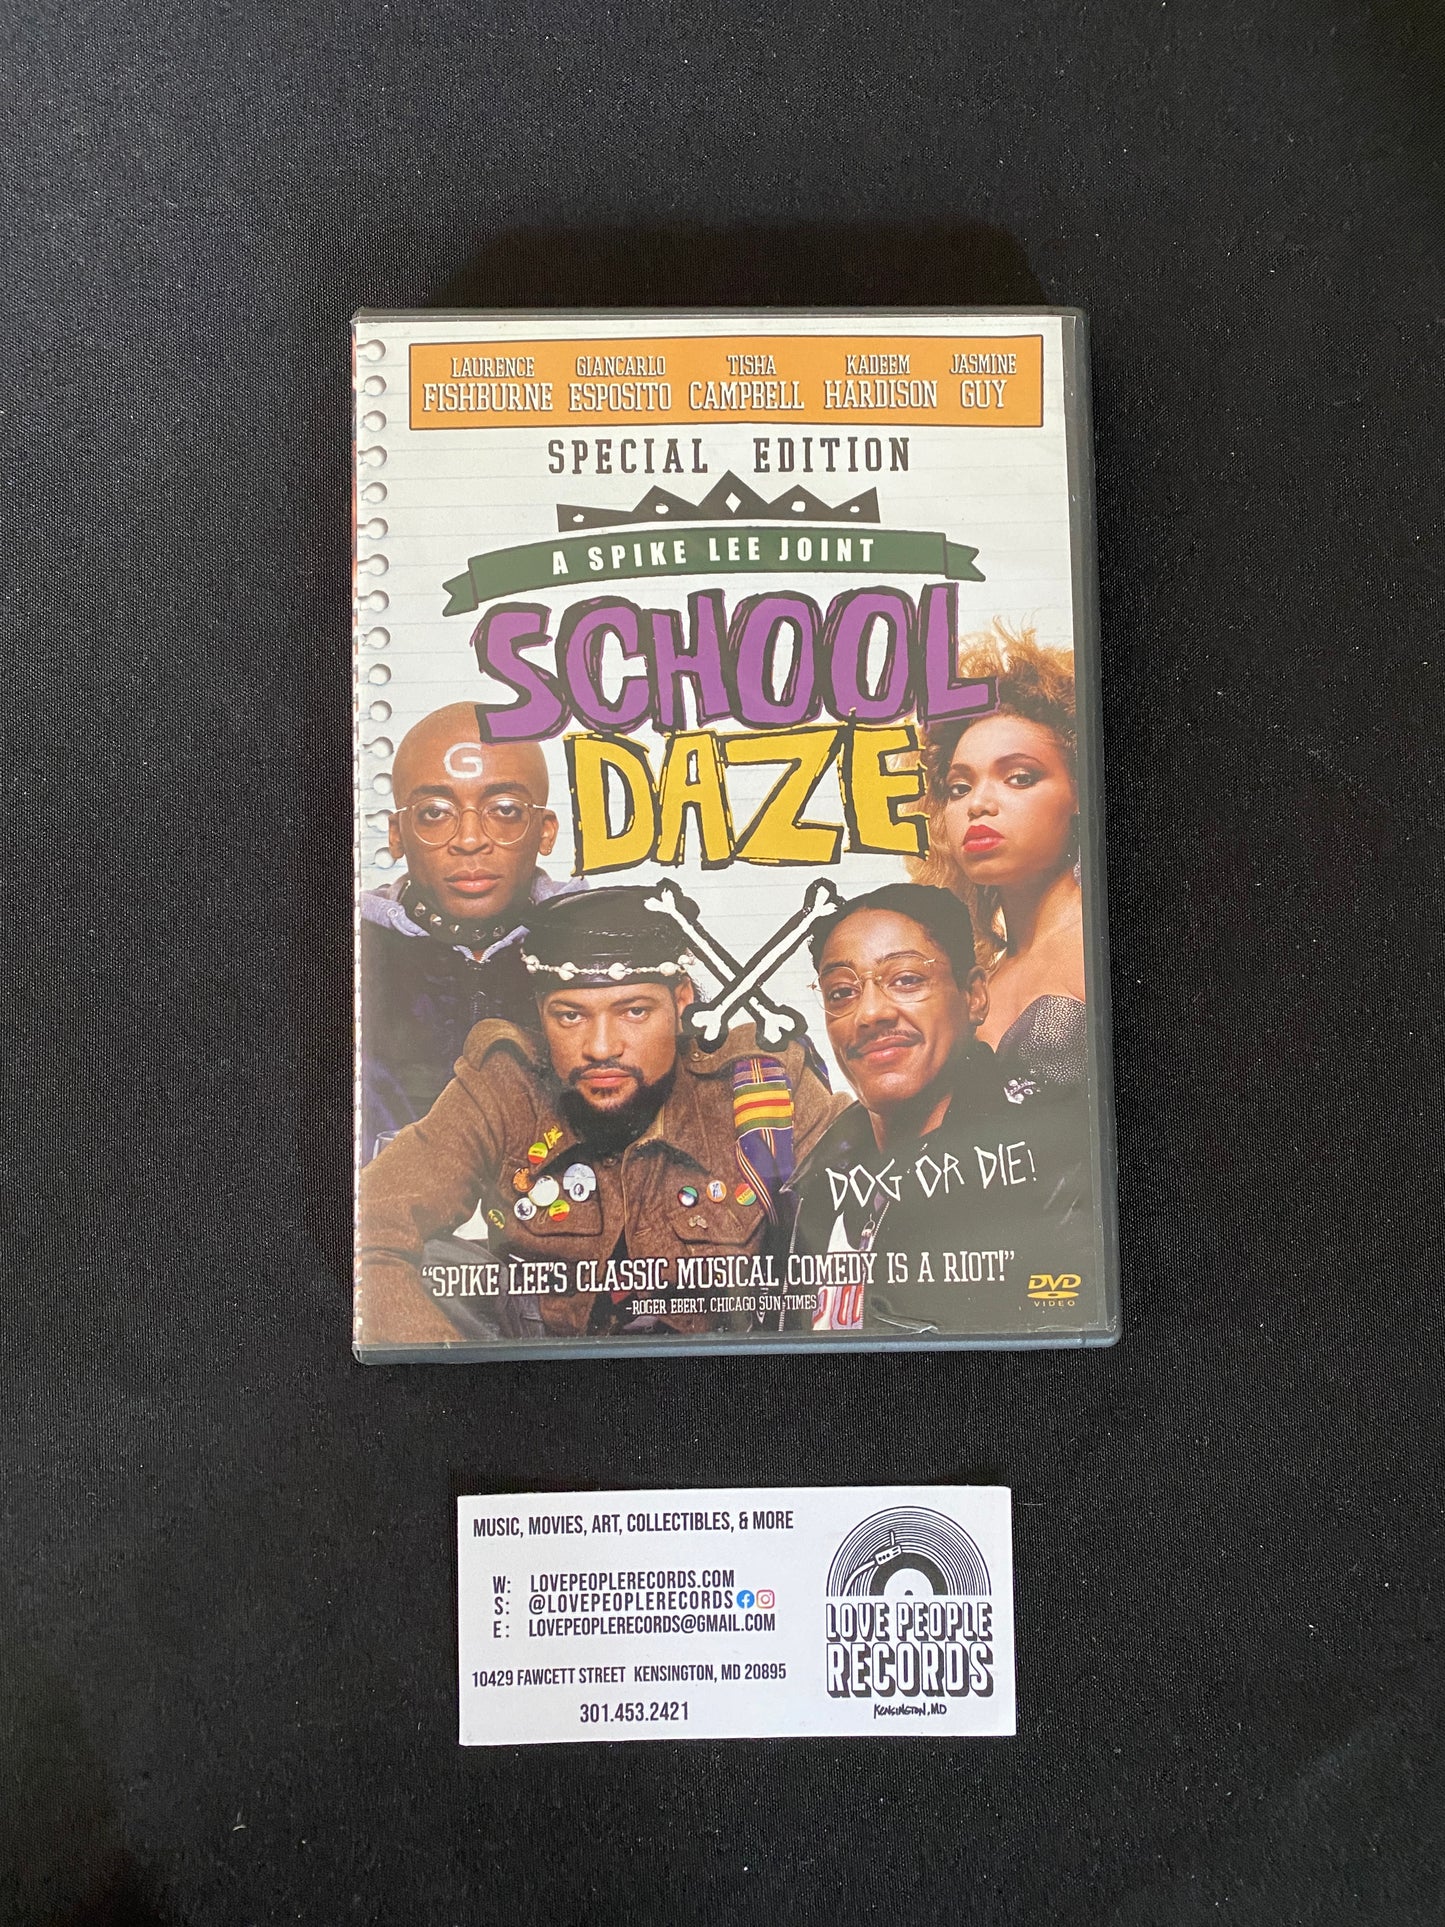 LAURENCE FISHBURNE GIANCARLO ESPOSITO TISHA CAMPBELL KADEEM HARDISON JASMINE GUY
SPECIAL EDITION
A SPIKE LEE JOINT
SCHOOL
DAZE
G
DOG OR DIE!
"SPIKE LEE'S CLASSIC MUSICAL COMEDY IS A RIOT!"
-ROGER EBERT, CHICAGO SUN-TIMES
DVD
VIDEO
MUSIC, MOVIES, ART, COLLECTIBLES, & MORE
W: LOVEPEOPLERECORDS.COM
S: @LOVEPEOPLERECORDS
E: LOVEPEOPLERECORDS@GMAIL.COM
10429 FAWCETT STREET KENSINGTON, MD 20895
301.453.2421
LOVE PEOPLE
RECORDS
KENSINGTON, MD